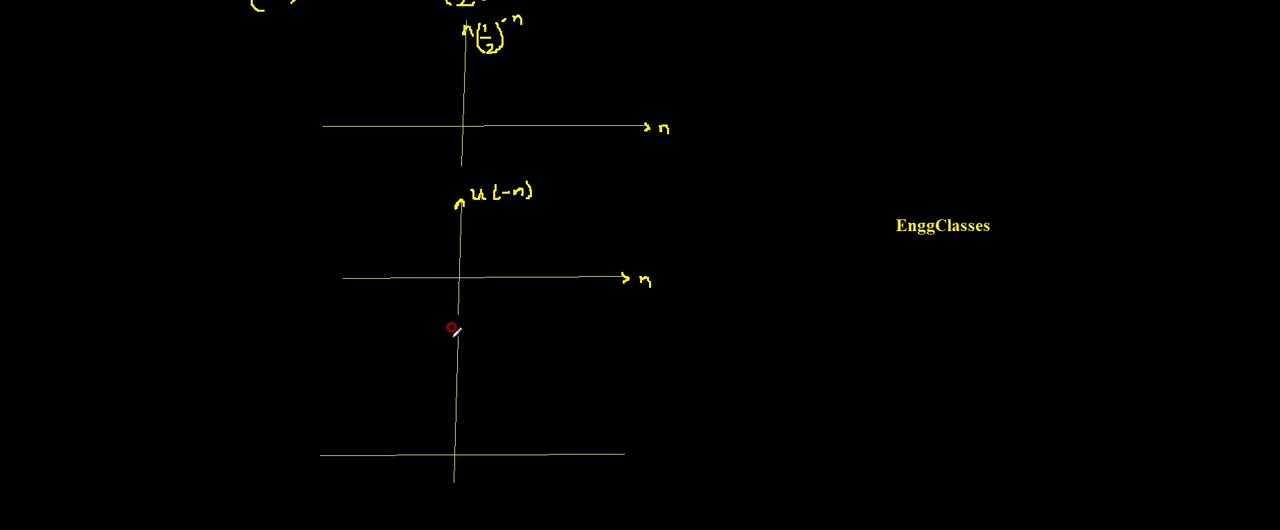 (1/2)^-n
n
u(-n)
EnggClasses
n